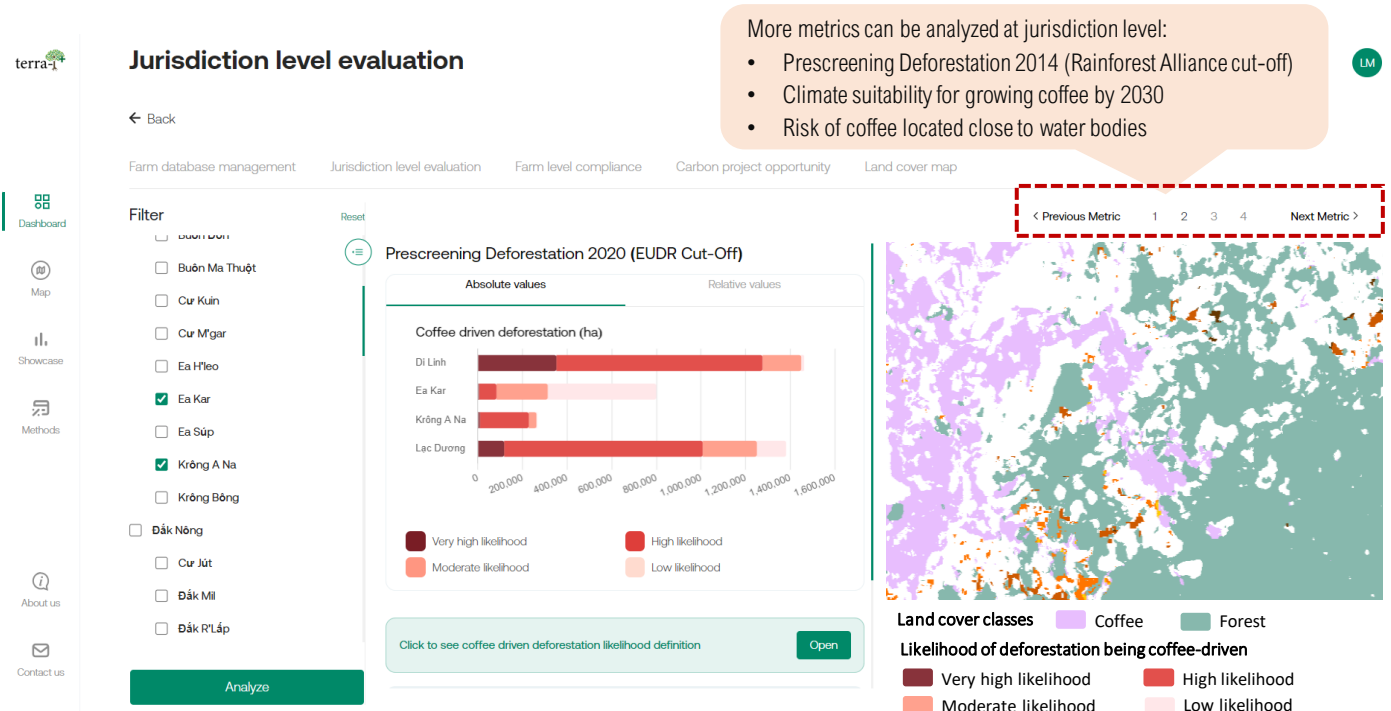 More metrics can be analyzed at jurisdiction level:
• Prescreening Deforestation 2014 (Rainforest Alliance cut-off)
• Climate suitability for growing coffee by 2030
• Risk of coffee located close to water bodies
terra-i+
Jurisdiction level evaluation
LM
← Back
Farm database management Jurisdiction level evaluation Farm level compliance Carbon project opportunity Land cover map
Dashboard
Map
Showcase
Methods
About us
Contact us
Filter Reset
Buôn Đôn
Buôn Ma Thuột
Cư Kuin
Cư M'gar
Ea H'leo
Ea Kar
Ea Súp
Krông A Na
Krông Bông
Đắk Nông
Cư Jút
Đắk Mil
Đắk R'Lấp
Analyze
< Previous Metric 1 2 3 4 Next Metric >
Prescreening Deforestation 2020 (EUDR Cut-Off)
Absolute values Relative values
Coffee driven deforestation (ha)
Di Linh
Ea Kar
Krông A Na
Lạc Dương
0 200.000 400.000 600.000 800.000 1.000.000 1.200.000 1.400.000 1.600.000
Very high likelihood High likelihood
Moderate likelihood Low likelihood
Click to see coffee driven deforestation likelihood definition Open
Land cover classes Coffee Forest
Likelihood of deforestation being coffee-driven
Very high likelihood High likelihood
Moderate likelihood Low likelihood